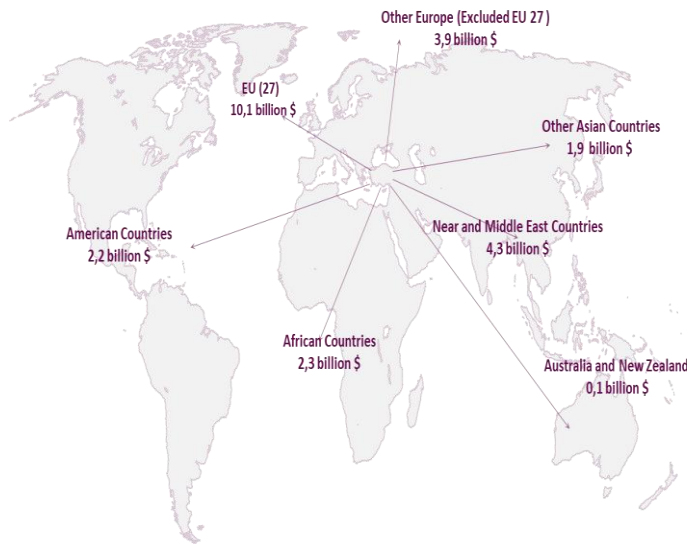 Other Europe (Excluded EU 27 )
3,9 billion $
EU (27)
10,1 billion $
Other Asian Countries
1,9 billion $
American Countries
2,2 billion $
Near and Middle East Countries
4,3 billion $
African Countries
2,3 billion $
Australia and New Zealand
0,1 billion $